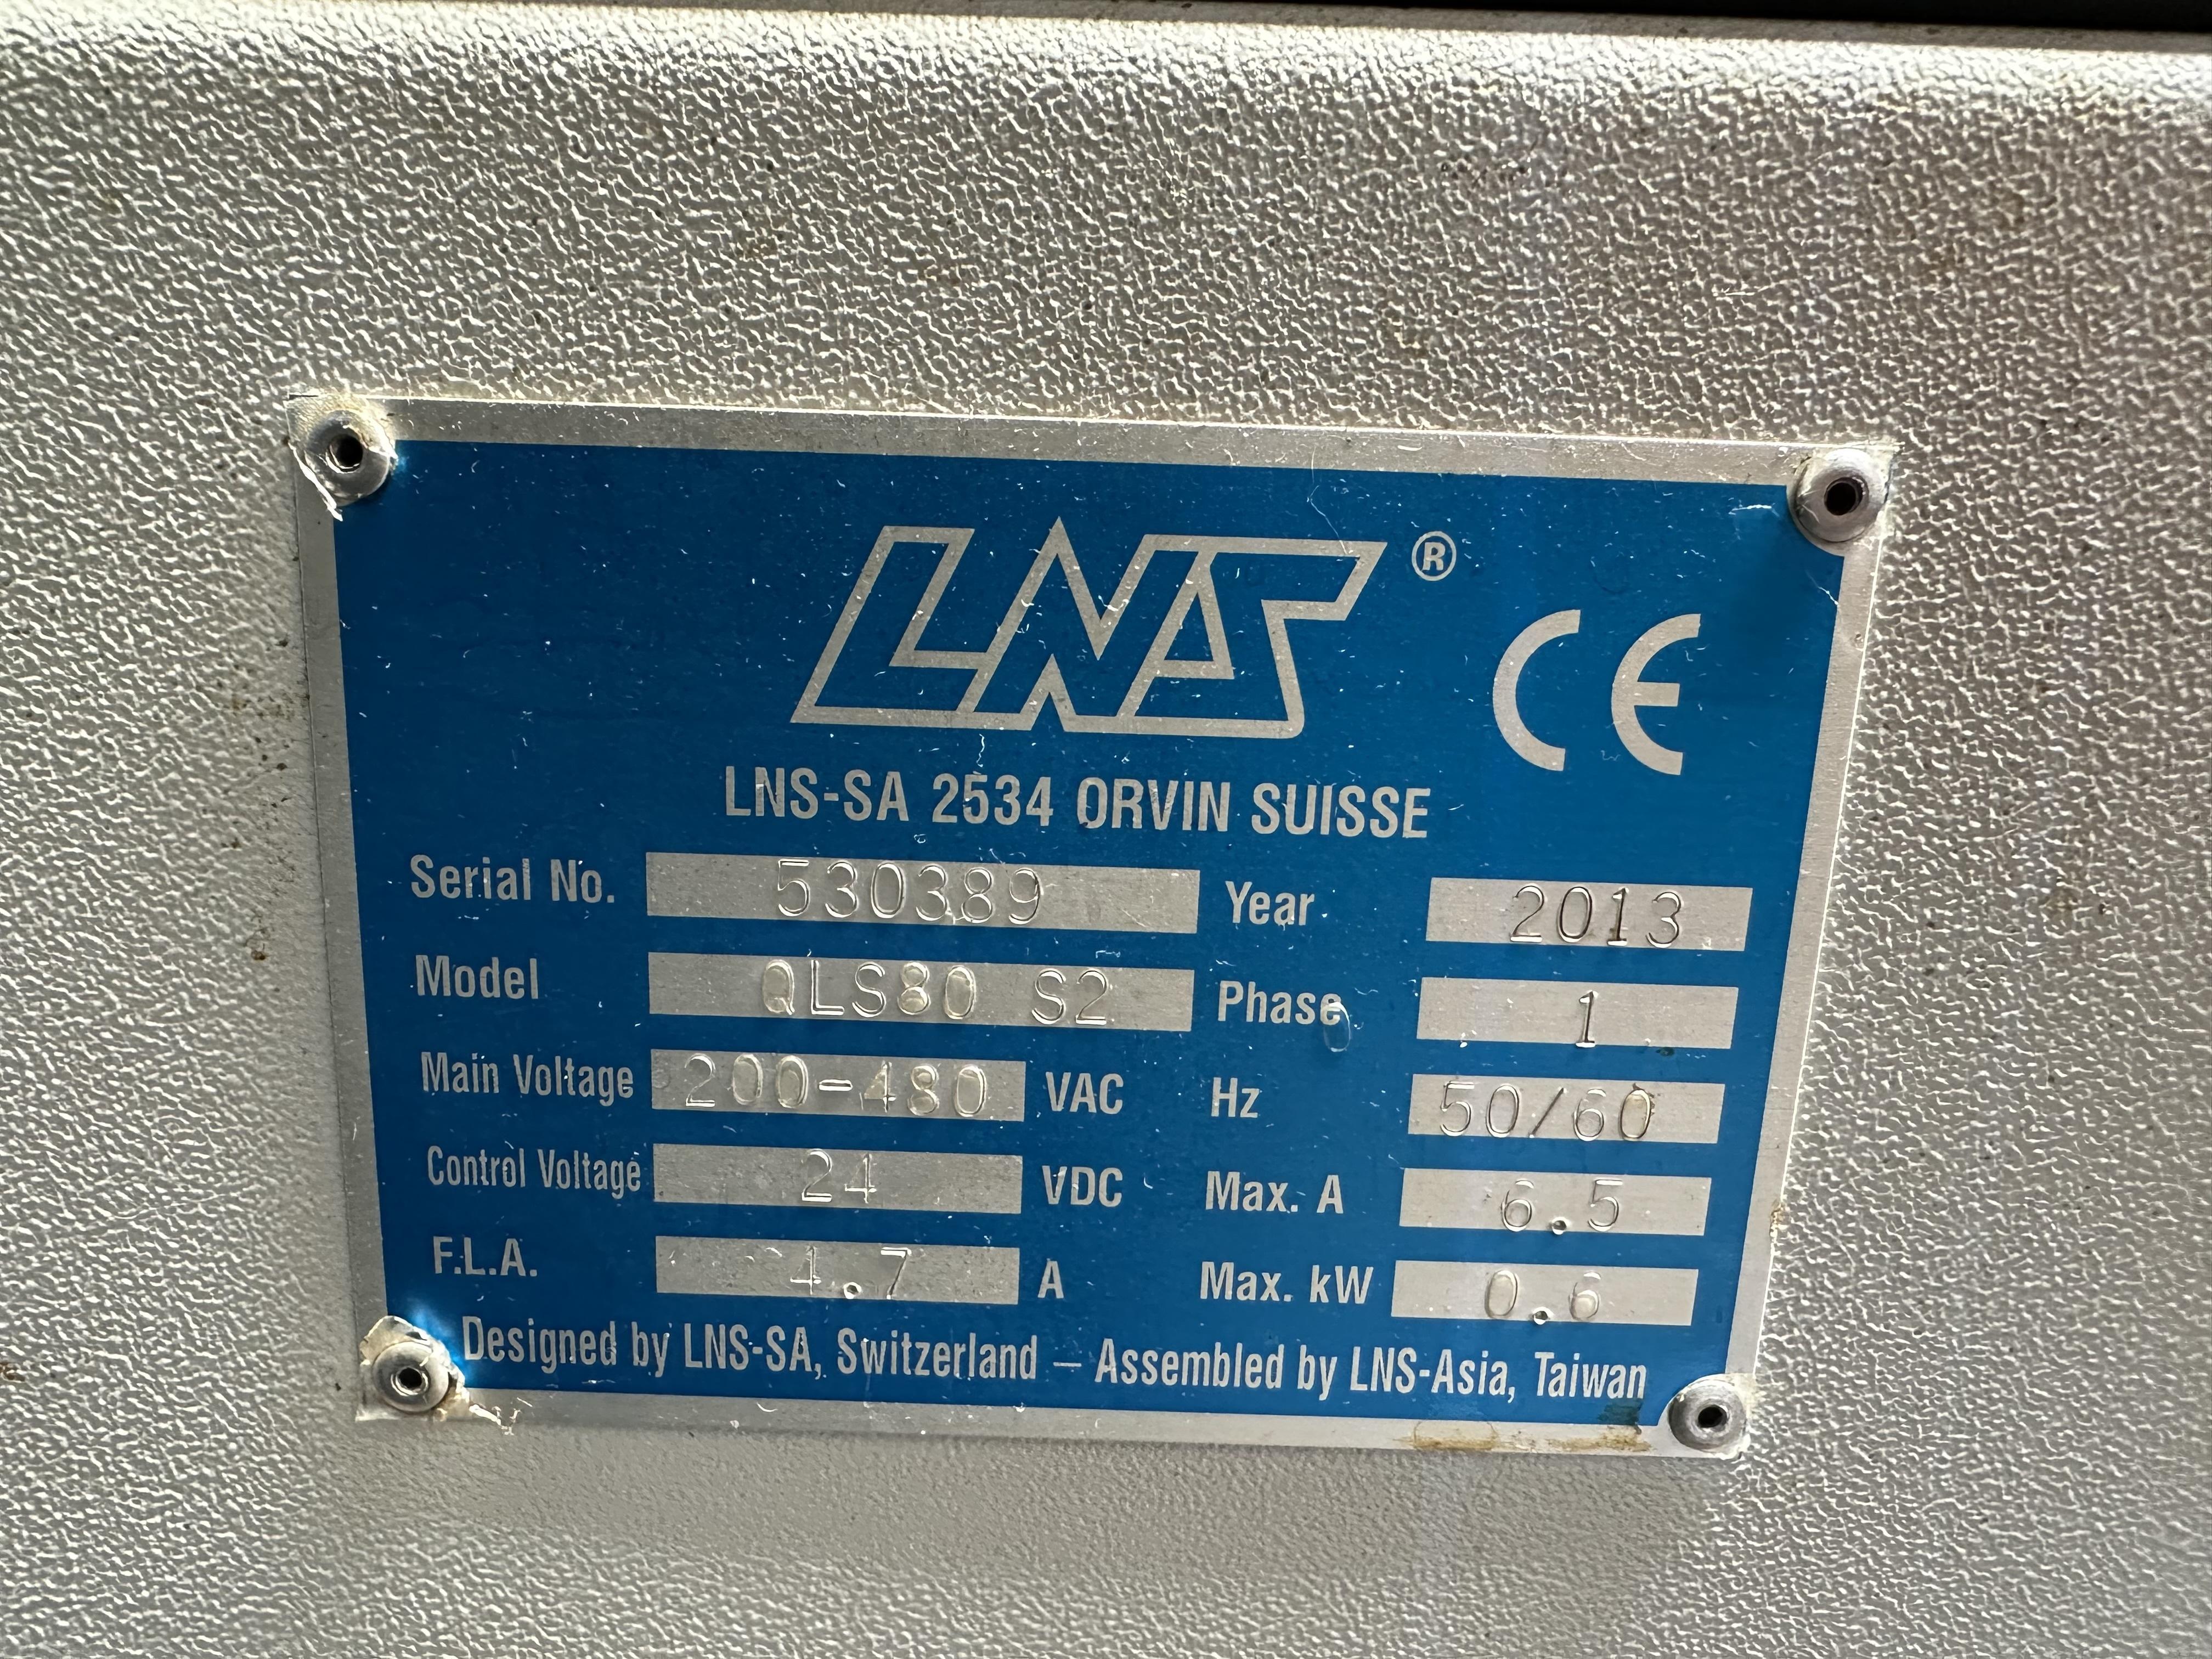 LNS ®
CE
LNS-SA 2534 ORVIN SUISSE
Serial No. 530389 Year 2013
Model QLS80 S2 Phase 1
Main Voltage 200-480 VAC Hz 50/60
Control Voltage 24 VDC Max. A 6.5
F.L.A. 4.7 A Max. kW 0.6
Designed by LNS-SA, Switzerland – Assembled by LNS-Asia, Taiwan